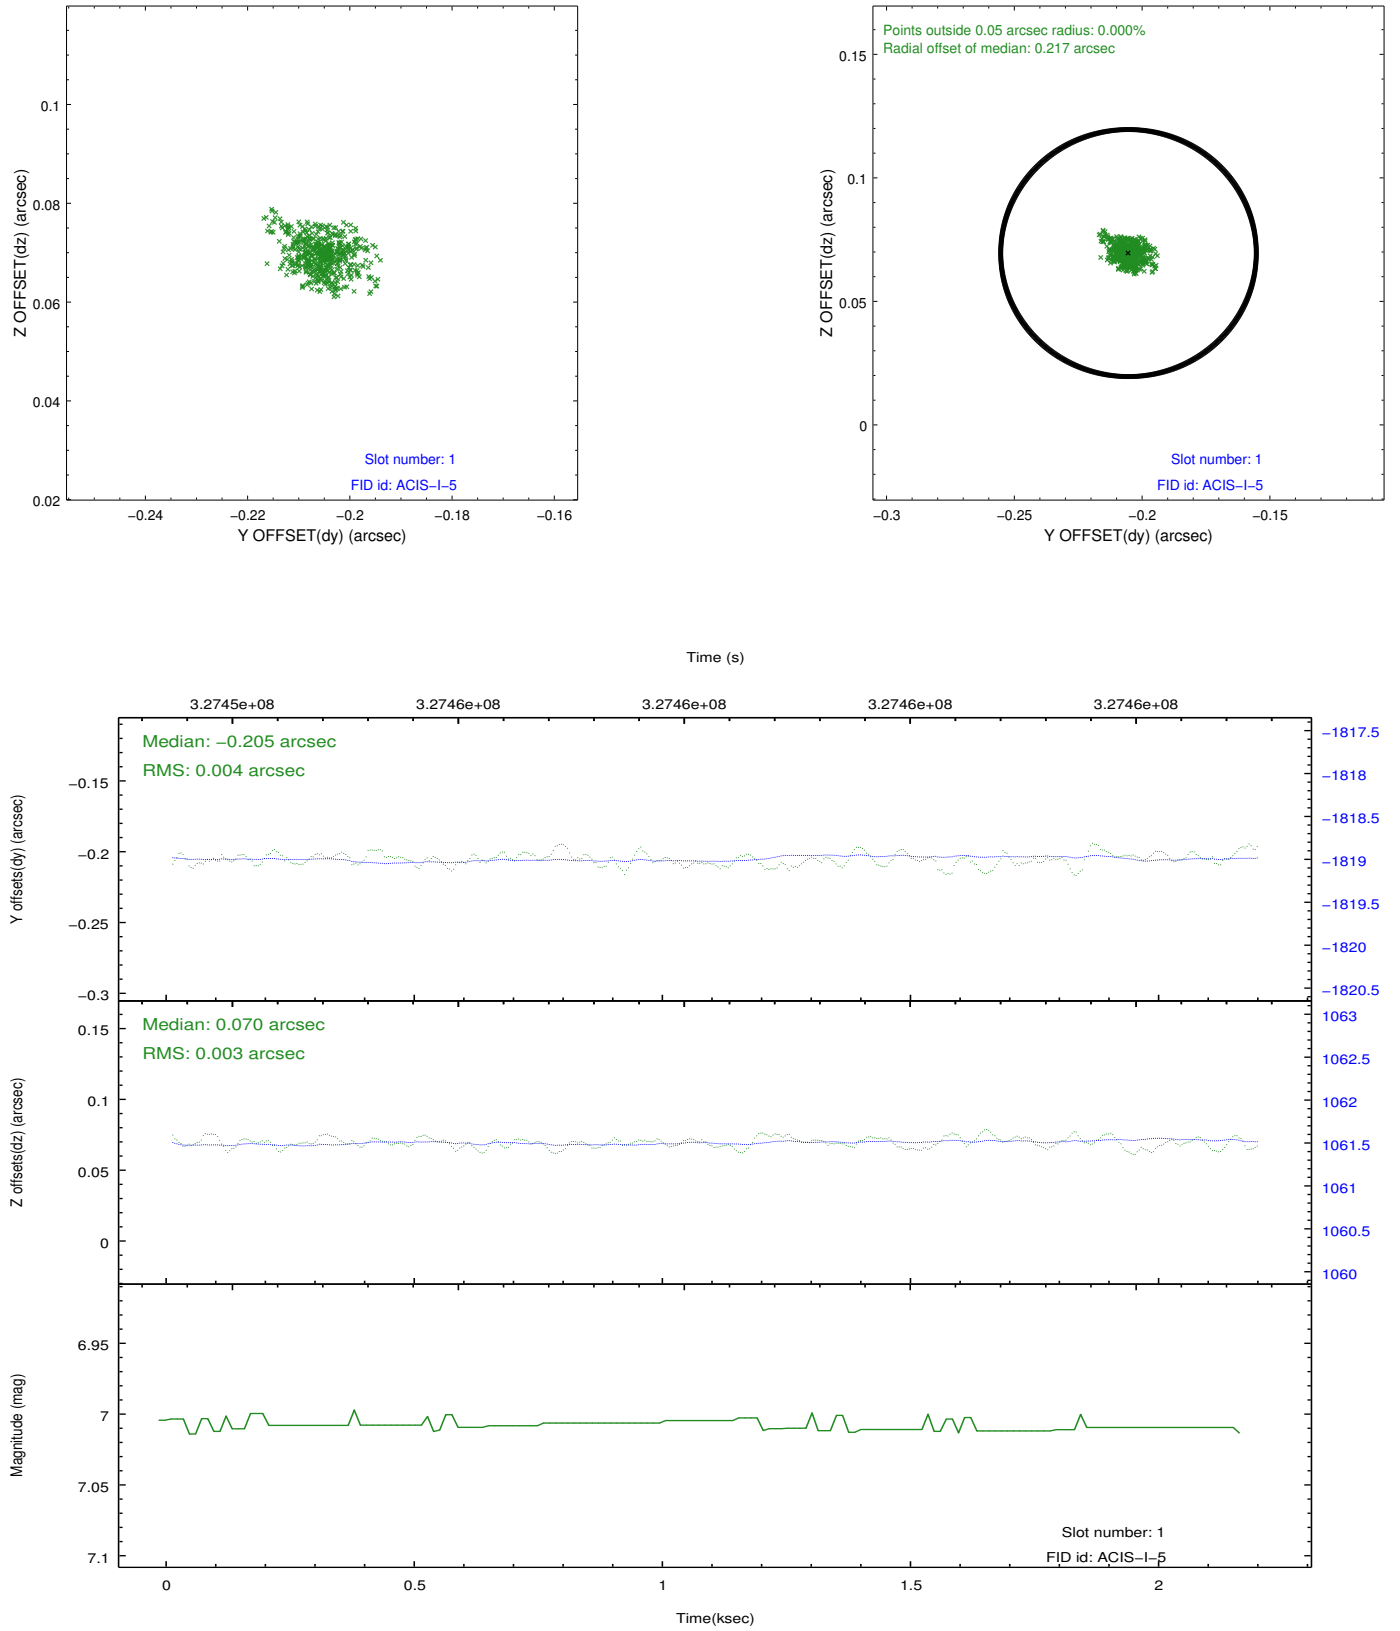 Points outside 0.05 arcsec radius: 0.000%
Radial offset of median: 0.217 arcsec
0.1
0.08
0.06
0.04
0.02
Z OFFSET(dz) (arcsec)
Slot number: 1
FID id: ACIS−I−5
−0.24
−0.22
−0.2
−0.18
−0.16
Y OFFSET(dy) (arcsec)
0.15
0.1
0.05
0
Z OFFSET(dz) (arcsec)
Slot number: 1
FID id: ACIS−I−5
−0.3
−0.25
−0.2
−0.15
Y OFFSET(dy) (arcsec)
Time (s)
3.2745e+08
3.2746e+08
3.2746e+08
3.2746e+08
3.2746e+08
Median: −0.205 arcsec
RMS: 0.004 arcsec
−0.15
−0.2
−0.25
−0.3
Y offsets(dy) (arcsec)
−1817.5
−1818
−1818.5
−1819
−1819.5
−1820
−1820.5
Median: 0.070 arcsec
RMS: 0.003 arcsec
0.15
0.1
0.05
0
Z offsets(dz) (arcsec)
1063
1062.5
1062
1061.5
1061
1060.5
1060
6.95
7
7.05
7.1
Magnitude (mag)
Slot number: 1
FID id: ACIS−I−5
0
0.5
1
1.5
2
Time(ksec)